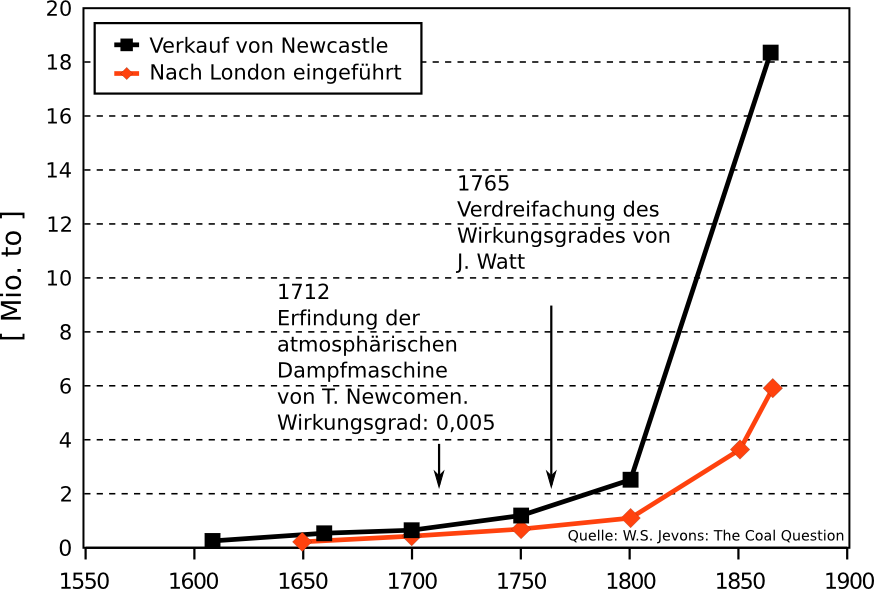 Verkauf von Newcastle
Nach London eingeführt
[ Mio. to ]
20
18
16
14
12
10
8
6
4
2
0
1765
Verdreifachung des
Wirkungsgrades von
J. Watt
1712
Erfindung der
atmosphärischen
Dampfmaschine
von T. Newcomen.
Wirkungsgrad: 0,005
Quelle: W.S. Jevons: The Coal Question
1550 1600 1650 1700 1750 1800 1850 1900